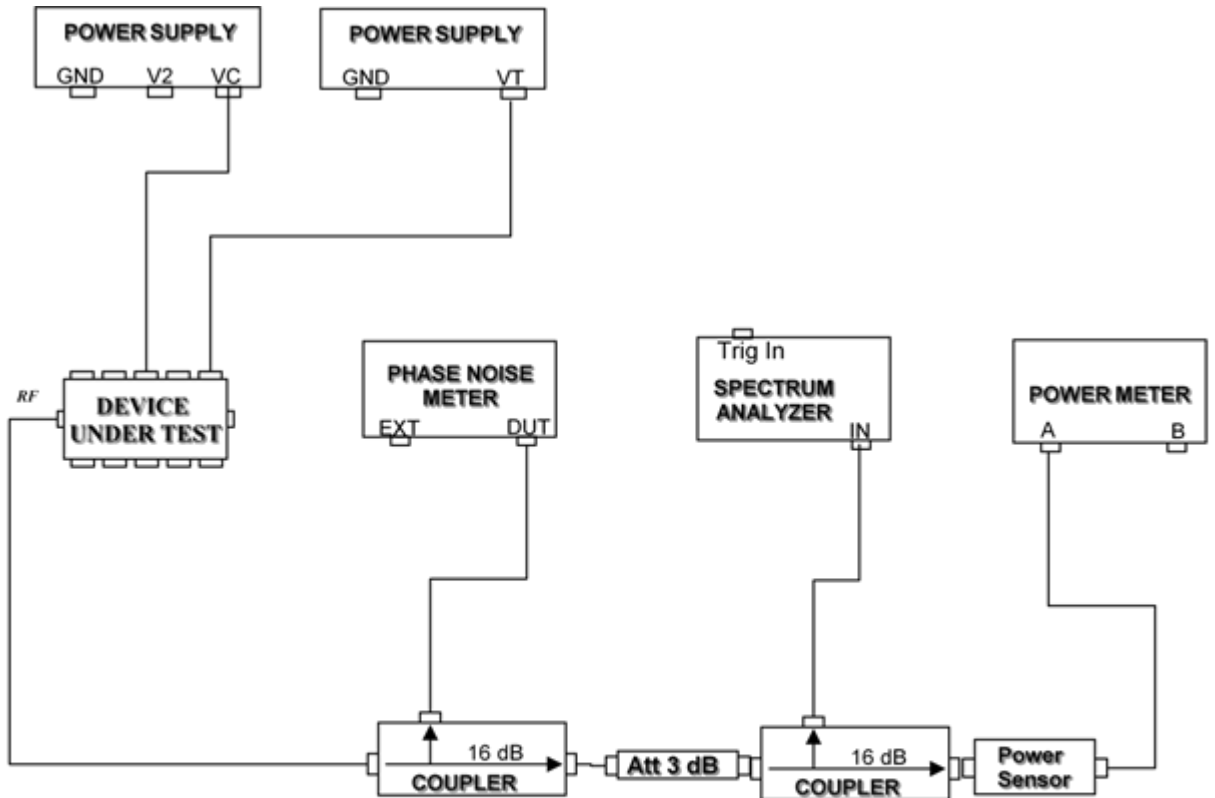 POWER SUPPLY
GND V2 VC
POWER SUPPLY
GND VT
RF
DEVICE
UNDER TEST
PHASE NOISE
METER
EXT DUT
Trig In
SPECTRUM
ANALYZER
IN
POWER METER
A B
16 dB
COUPLER
Att 3 dB
16 dB
COUPLER
Power
Sensor